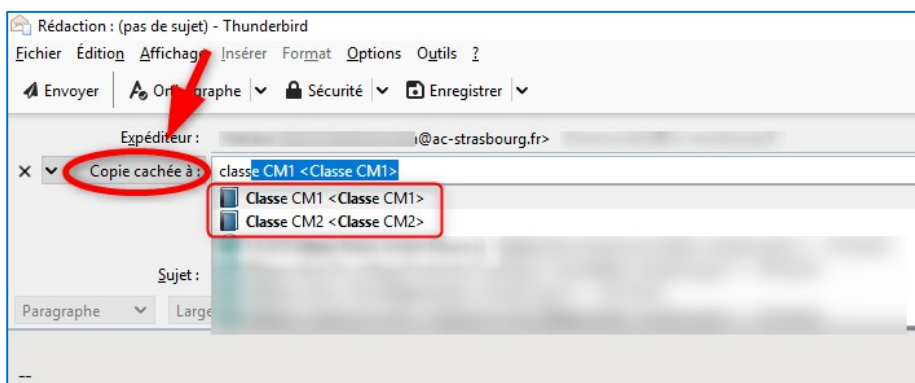 Rédaction : (pas de sujet) - Thunderbird
Fichier Édition Affichage Insérer Format Options Outils ?
Envoyer Orthographe Sécurité Enregistrer
Expéditeur : @ac-strasbourg.fr>
Copie cachée à : classe CM1 <Classe CM1>
Classe CM1 <Classe CM1>
Classe CM2 <Classe CM2>
Sujet :
Paragraphe Large
--